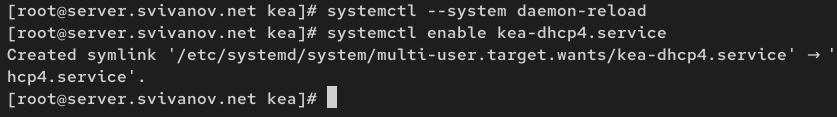 [root@server.svivanov.net kea]# systemctl --system daemon-reload
[root@server.svivanov.net kea]# systemctl enable kea-dhcp4.service
Created symlink '/etc/systemd/system/multi-user.target.wants/kea-dhcp4.service' → '
hcp4.service'.
[root@server.svivanov.net kea]#